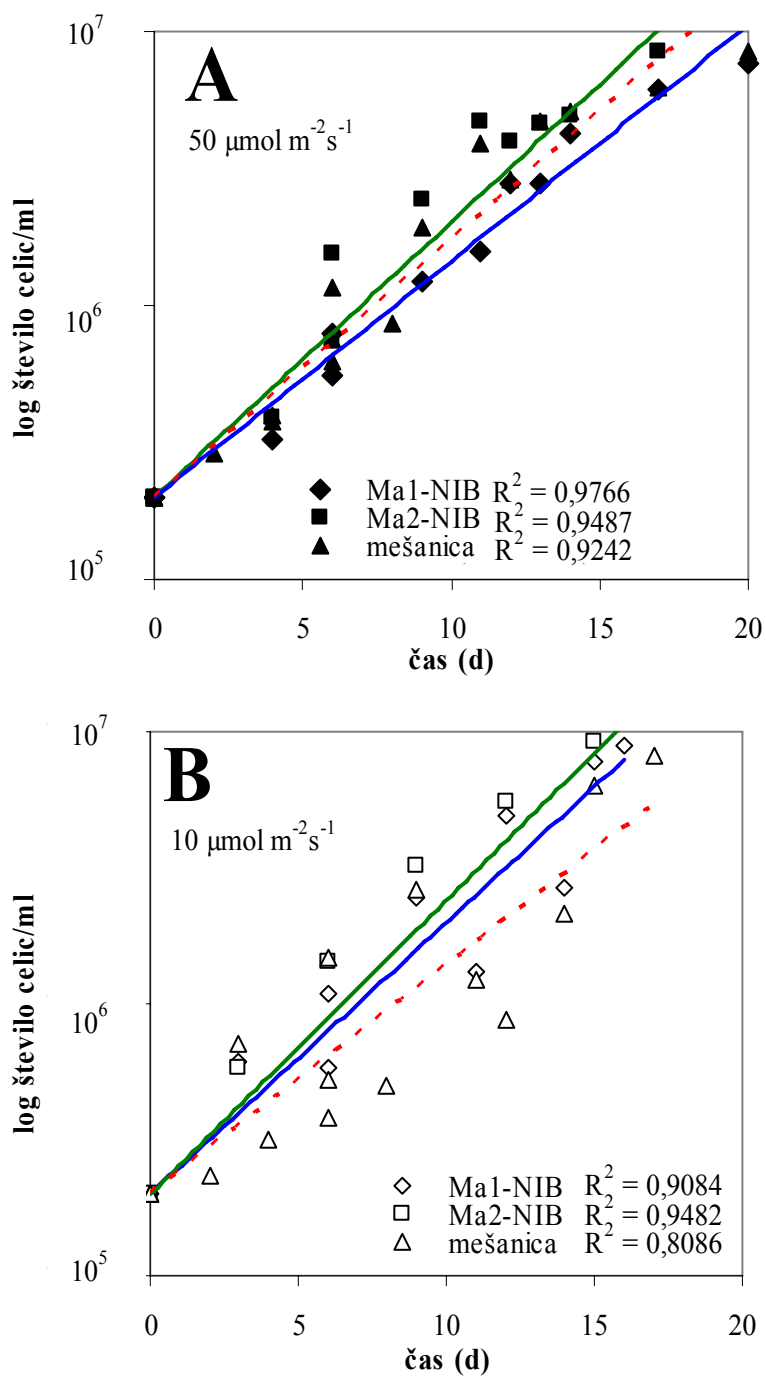 A
50 μmol m⁻²s⁻¹
log število celic/ml
10⁷
10⁶
10⁵
Ma1-NIB R² = 0,9766
Ma2-NIB R² = 0,9487
mešanica R² = 0,9242
0 5 10 15 20
čas (d)
B
10 μmol m⁻²s⁻¹
log število celic/ml
10⁷
10⁶
10⁵
Ma1-NIB R² = 0,9084
Ma2-NIB R² = 0,9482
mešanica R² = 0,8086
0 5 10 15 20
čas (d)